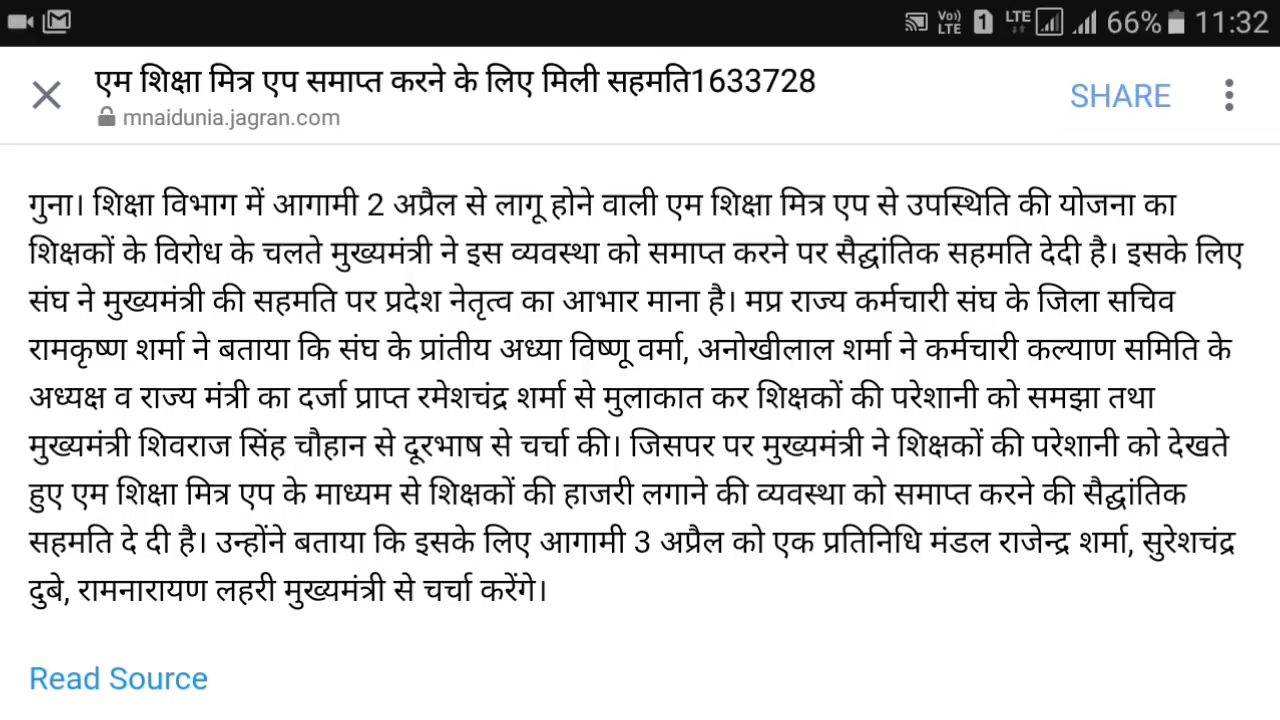 Vo) LTE 1 LTE 66% 11:32
एम शिक्षा मित्र एप समाप्त करने के लिए मिली सहमति1633728
mnaidunia.jagran.com
SHARE
गुना। शिक्षा विभाग में आगामी 2 अप्रैल से लागू होने वाली एम शिक्षा मित्र एप से उपस्थिति की योजना का
शिक्षकों के विरोध के चलते मुख्यमंत्री ने इस व्यवस्था को समाप्त करने पर सैद्धांतिक सहमति देदी है। इसके लिए
संघ ने मुख्यमंत्री की सहमति पर प्रदेश नेतृत्व का आभार माना है। मप्र राज्य कर्मचारी संघ के जिला सचिव
रामकृष्ण शर्मा ने बताया कि संघ के प्रांतीय अध्या विष्णू वर्मा, अनोखीलाल शर्मा ने कर्मचारी कल्याण समिति के
अध्यक्ष व राज्य मंत्री का दर्जा प्राप्त रमेशचंद्र शर्मा से मुलाकात कर शिक्षकों की परेशानी को समझा तथा
मुख्यमंत्री शिवराज सिंह चौहान से दूरभाष से चर्चा की। जिसपर पर मुख्यमंत्री ने शिक्षकों की परेशानी को देखते
हुए एम शिक्षा मित्र एप के माध्यम से शिक्षकों की हाजरी लगाने की व्यवस्था को समाप्त करने की सैद्धांतिक
सहमति दे दी है। उन्होंने बताया कि इसके लिए आगामी 3 अप्रैल को एक प्रतिनिधि मंडल राजेन्द्र शर्मा, सुरेशचंद्र
दुबे, रामनारायण लहरी मुख्यमंत्री से चर्चा करेंगे।
Read Source